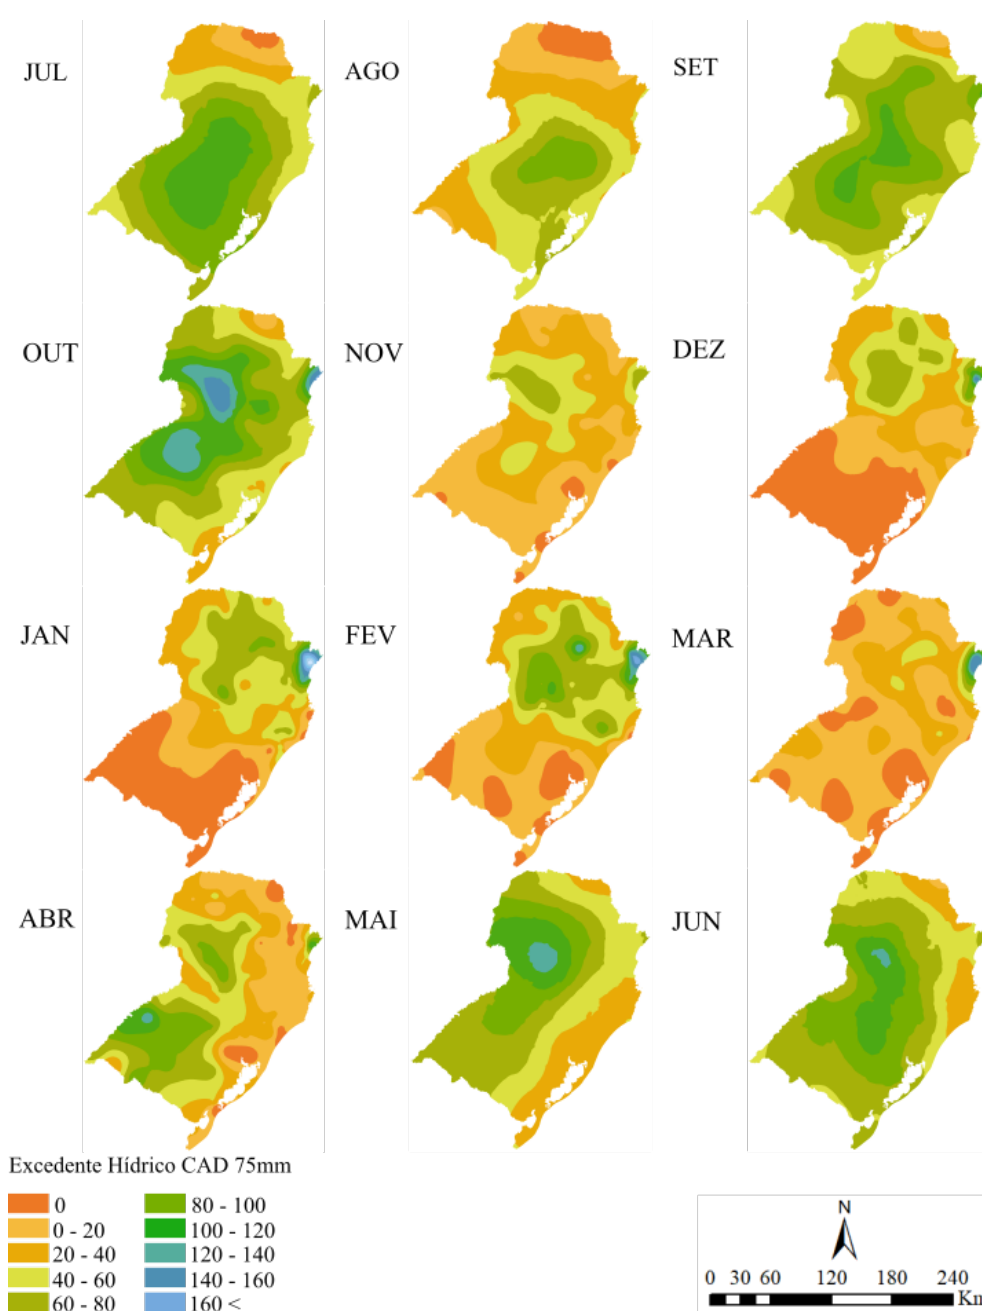 JUL AGO SET
OUT NOV DEZ
JAN FEV MAR
ABR MAI JUN
Excedente Hídrico CAD 75mm
0 80 - 100
0 - 20 100 - 120
20 - 40 120 - 140
40 - 60 140 - 160
60 - 80 160 <
N
0 30 60 120 180 240
Km